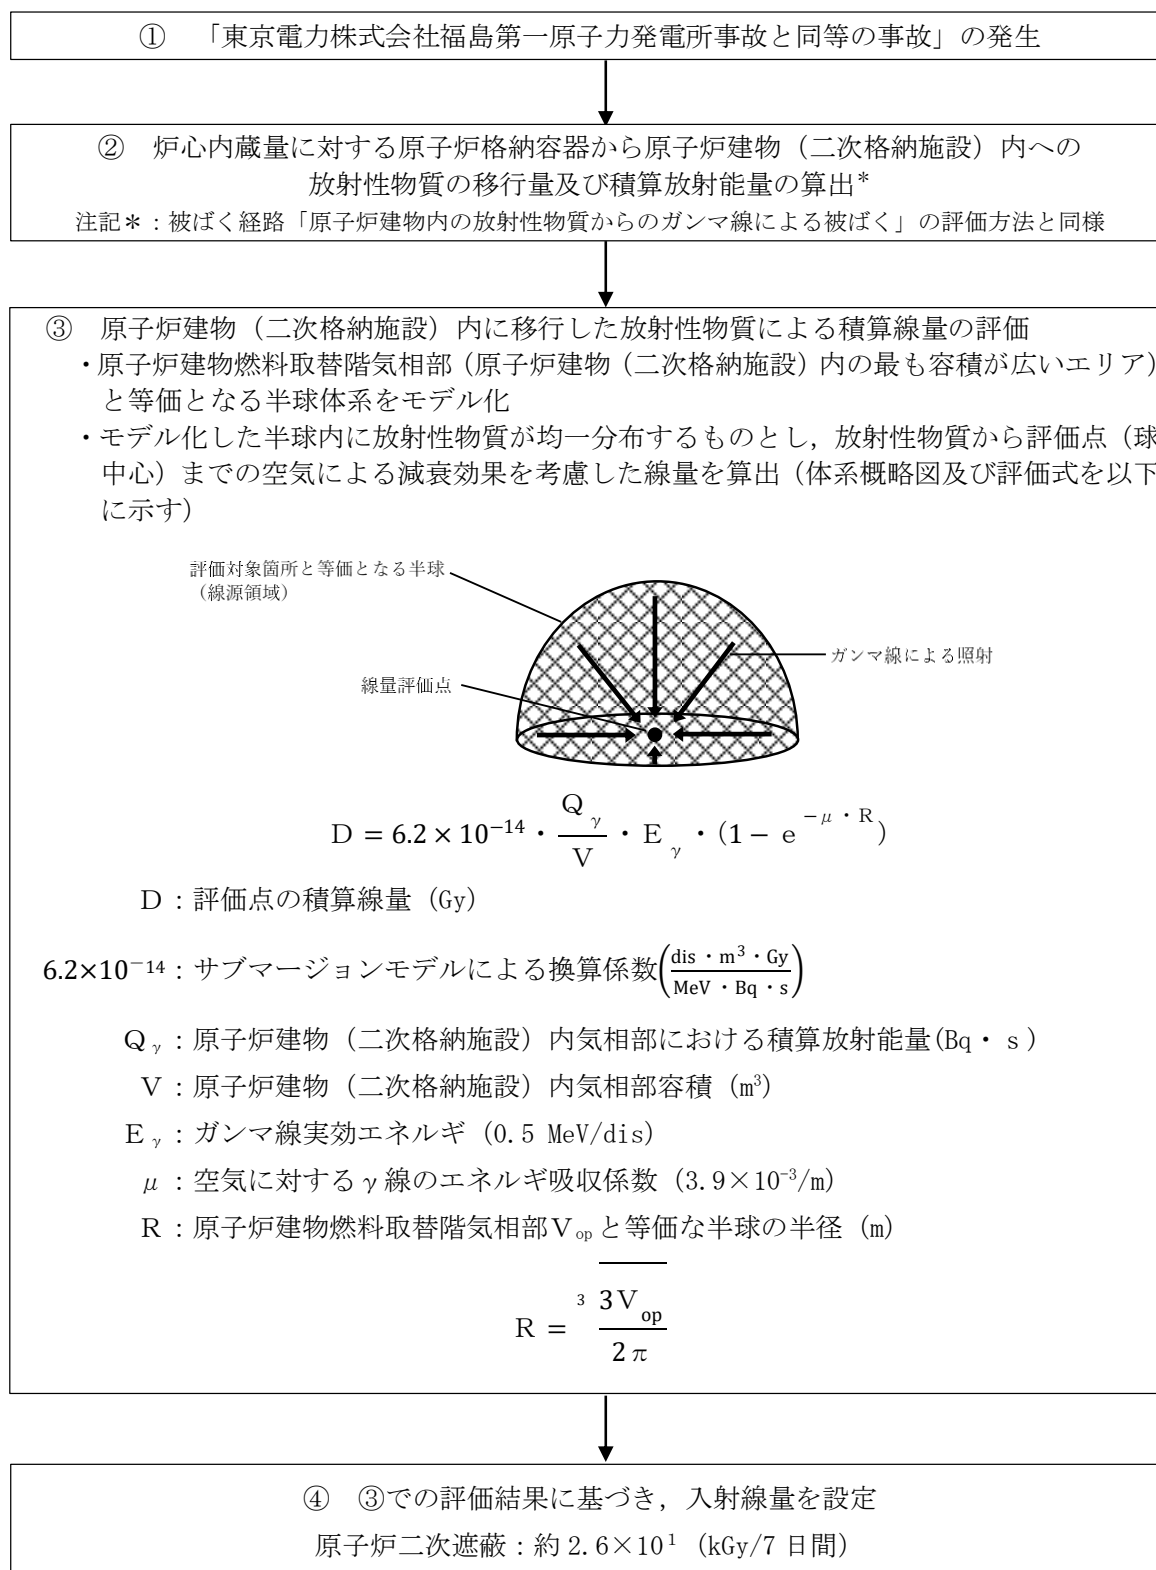 ① 「東京電力株式会社福島第一原子力発電所事故と同等の事故」の発生
② 炉心内蔵量に対する原子炉格納容器から原子炉建物（二次格納施設）内への
放射性物質の移行量及び積算放射能量の算出*
注記＊：被ばく経路「原子炉建物内の放射性物質からのガンマ線による被ばく」の評価方法と同様
③ 原子炉建物（二次格納施設）内に移行した放射性物質による積算線量の評価
・原子炉建物燃料取替階気相部（原子炉建物（二次格納施設）内の最も容積が広いエリア）
と等価となる半球体系をモデル化
・モデル化した半球内に放射性物質が均一分布するものとし，放射性物質から評価点（球
中心）までの空気による減衰効果を考慮した線量を算出（体系概略図及び評価式を以下
に示す）
評価対象箇所と等価となる半球
（線源領域）
ガンマ線による照射
線量評価点
D = 6.2 × 10⁻¹⁴・Qγ/V・Eγ・(1 − e^(−μ・R))
D：評価点の積算線量 (Gy)
6.2×10⁻¹⁴：サブマージョンモデルによる換算係数(dis・m³・Gy/MeV・Bq・s)
Qγ：原子炉建物（二次格納施設）内気相部における積算放射能量(Bq・s)
V：原子炉建物（二次格納施設）内気相部容積 (m³)
Eγ：ガンマ線実効エネルギ (0.5 MeV/dis)
μ：空気に対するγ線のエネルギ吸収係数 (3.9×10⁻³/m)
R：原子炉建物燃料取替階気相部Vopと等価な半球の半径 (m)
R = ³ 3Vop/2π
④ ③での評価結果に基づき，入射線量を設定
原子炉二次遮蔽：約 2.6×10¹ (kGy/7 日間)